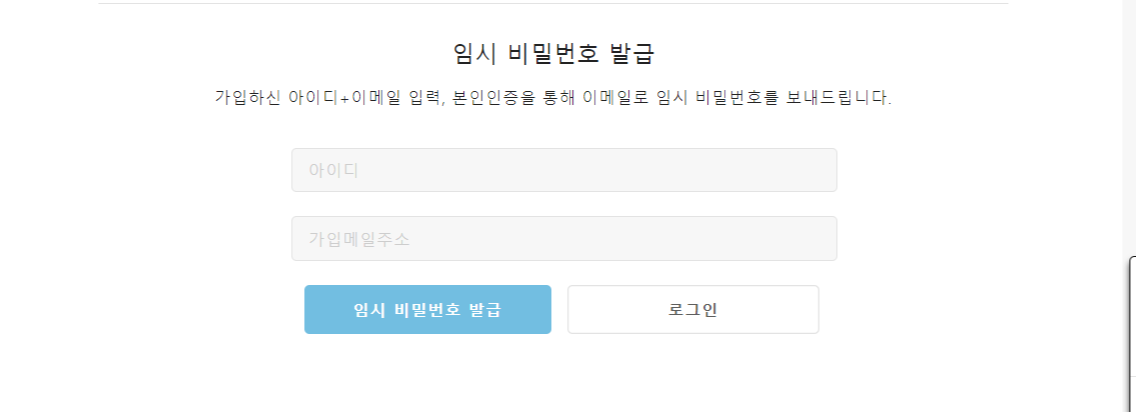 임시 비밀번호 발급
가입하신 아이디+이메일 입력, 본인인증을 통해 이메일로 임시 비밀번호를 보내드립니다.
아이디
가입메일주소
임시 비밀번호 발급
로그인